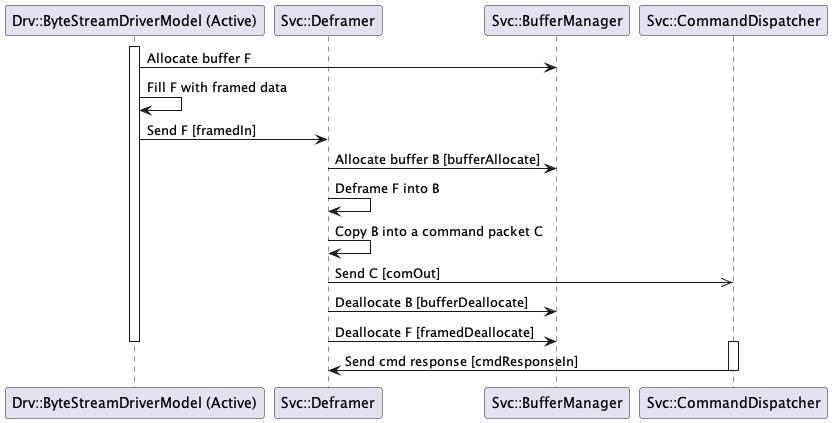 Drv::ByteStreamDriverModel (Active)
Svc::Deframer
Svc::BufferManager
Svc::CommandDispatcher
Allocate buffer F
Fill F with framed data
Send F [framedIn]
Allocate buffer B [bufferAllocate]
Deframe F into B
Copy B into a command packet C
Send C [comOut]
Deallocate B [bufferDeallocate]
Deallocate F [framedDeallocate]
Send cmd response [cmdResponseIn]
Drv::ByteStreamDriverModel (Active)
Svc::Deframer
Svc::BufferManager
Svc::CommandDispatcher